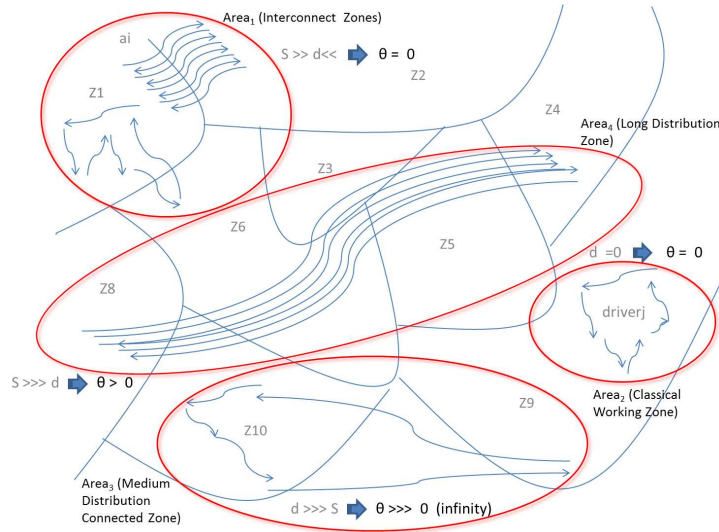 Area₁ (Interconnect Zones)
ai
S >> d<< θ = 0
Z2
Z1
Z4
Area₄ (Long Distribution
Zone)
Z3
Z6
Z5
d =0 θ = 0
Z8
driverj
S >>> d θ > 0
Area₂ (Classical
Working Zone)
Z9
Z10
Area₃ (Medium
Distribution
Connected Zone)
d >>> S θ >>> 0 (infinity)